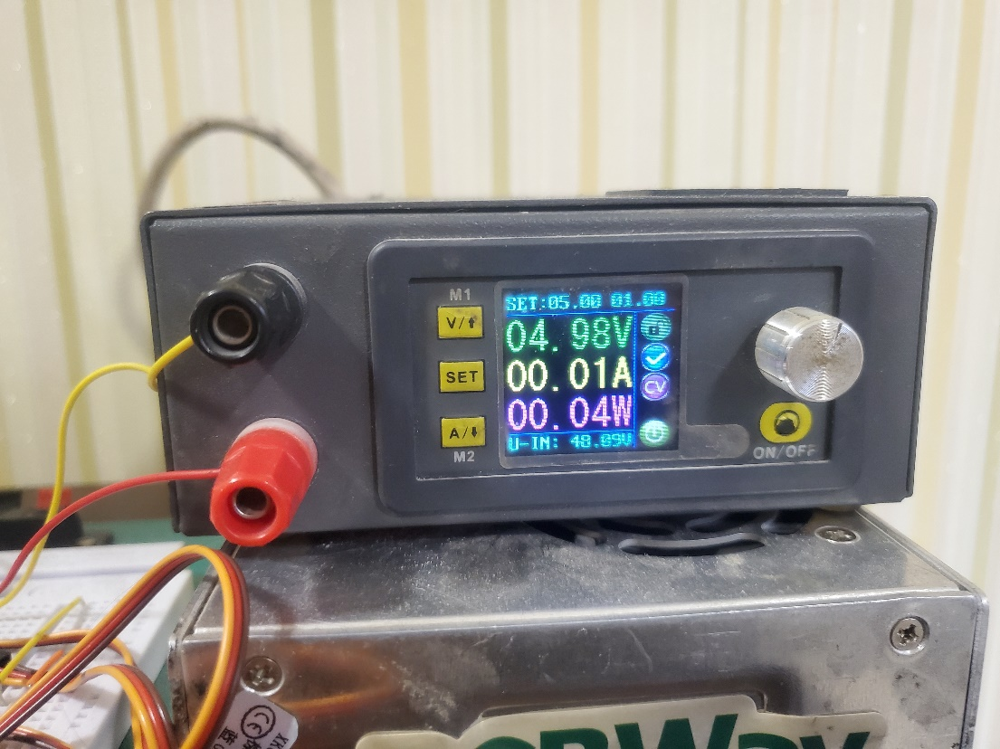 M1
V/⬆
SET
A/⬇
M2
SET:05.00 01.00
04.98V
00.01A
00.04W
CV
U-IN: 48.09V
ON/OFF
CE